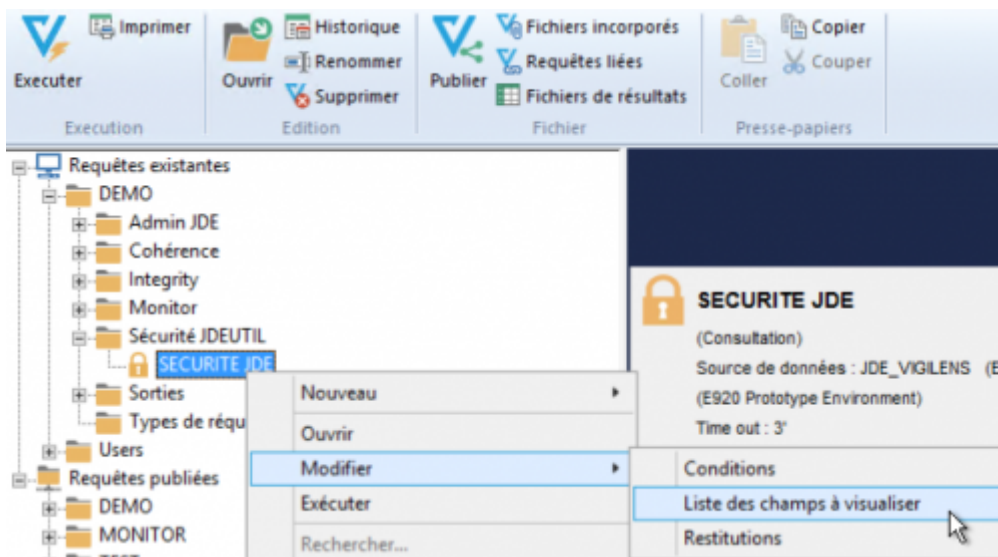 Imprimer
Executer
Execution
Ouvrir
Historique
Renommer
Supprimer
Edition
Publier
Fichiers incorporés
Requêtes liées
Fichiers de résultats
Fichier
Coller
Copier
Couper
Presse-papiers
Requêtes existantes
DEMO
Admin JDE
Cohérence
Integrity
Monitor
Sécurité JDEUTIL
SECURITE JDE
Sorties
Types de réqu
Users
Requêtes publiées
DEMO
MONITOR
Nouveau
Ouvrir
Modifier
Exécuter
Rechercher...
SECURITE JDE
(Consultation)
Source de données : JDE_VIGILENS (E
(E920 Prototype Environment)
Time out : 3'
Conditions
Liste des champs à visualiser
Restitutions